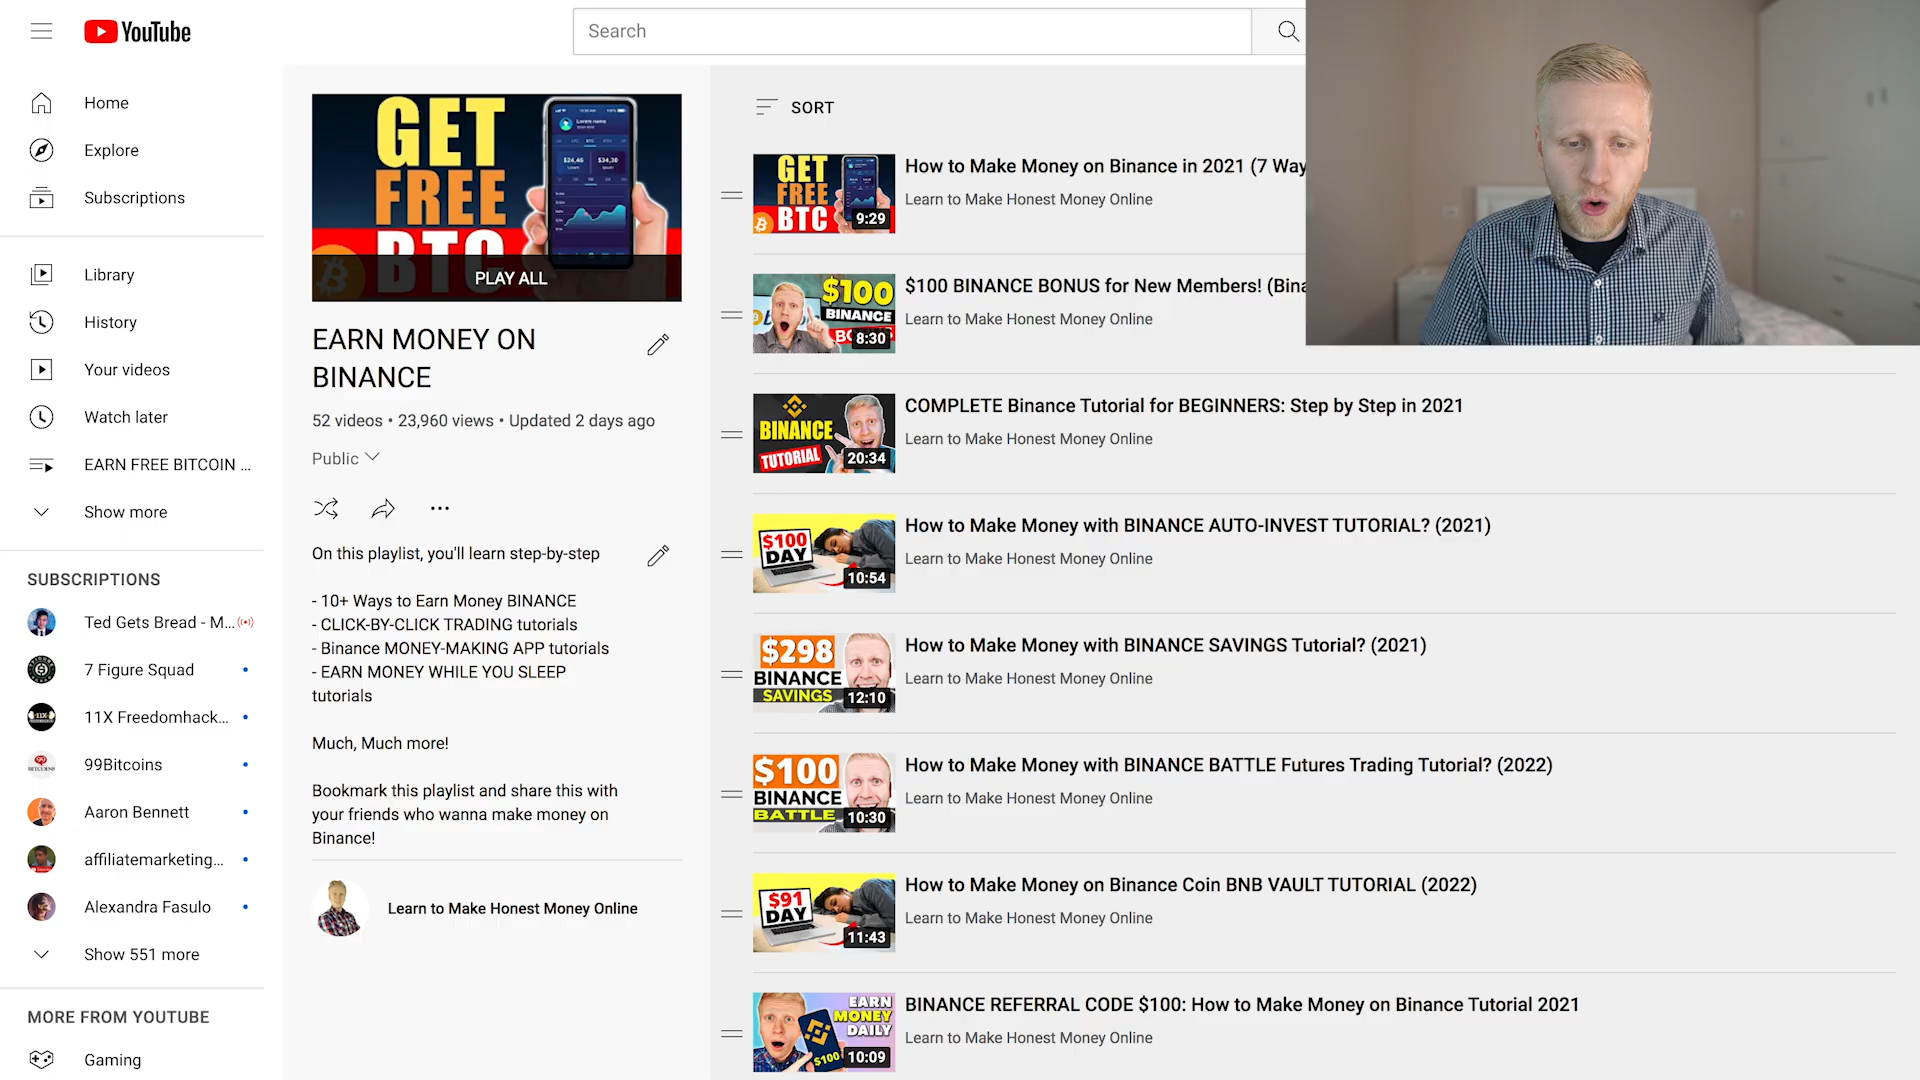 YouTube
Search
Home
Explore
Subscriptions
Library
History
Your videos
Watch later
EARN FREE BITCOIN ...
Show more
SUBSCRIPTIONS
Ted Gets Bread - M...
7 Figure Squad
11X Freedomhack...
99Bitcoins
Aaron Bennett
affiliatemarketing...
Alexandra Fasulo
Show 551 more
MORE FROM YOUTUBE
Gaming
GET
FREE
BTC
$24,46
$34,30
PLAY ALL
EARN MONEY ON
BINANCE
52 videos • 23,960 views • Updated 2 days ago
Public
On this playlist, you'll learn step-by-step
- 10+ Ways to Earn Money BINANCE
- CLICK-BY-CLICK TRADING tutorials
- Binance MONEY-MAKING APP tutorials
- EARN MONEY WHILE YOU SLEEP
tutorials
Much, Much more!
Bookmark this playlist and share this with
your friends who wanna make money on
Binance!
Learn to Make Honest Money Online
SORT
GET
FREE
BTC
9:29
How to Make Money on Binance in 2021 (7 Way
Learn to Make Honest Money Online
$100
BINANCE
8:30
$100 BINANCE BONUS for New Members! (Bina
Learn to Make Honest Money Online
BINANCE
TUTORIAL
20:34
COMPLETE Binance Tutorial for BEGINNERS: Step by Step in 2021
Learn to Make Honest Money Online
$100
DAY
10:54
How to Make Money with BINANCE AUTO-INVEST TUTORIAL? (2021)
Learn to Make Honest Money Online
$298
BINANCE
SAVINGS
12:10
How to Make Money with BINANCE SAVINGS Tutorial? (2021)
Learn to Make Honest Money Online
$100
BINANCE
BATTLE
10:30
How to Make Money with BINANCE BATTLE Futures Trading Tutorial? (2022)
Learn to Make Honest Money Online
$91
DAY
11:43
How to Make Money on Binance Coin BNB VAULT TUTORIAL (2022)
Learn to Make Honest Money Online
EARN
MONEY
DAILY
$100
10:09
BINANCE REFERRAL CODE $100: How to Make Money on Binance Tutorial 2021
Learn to Make Honest Money Online